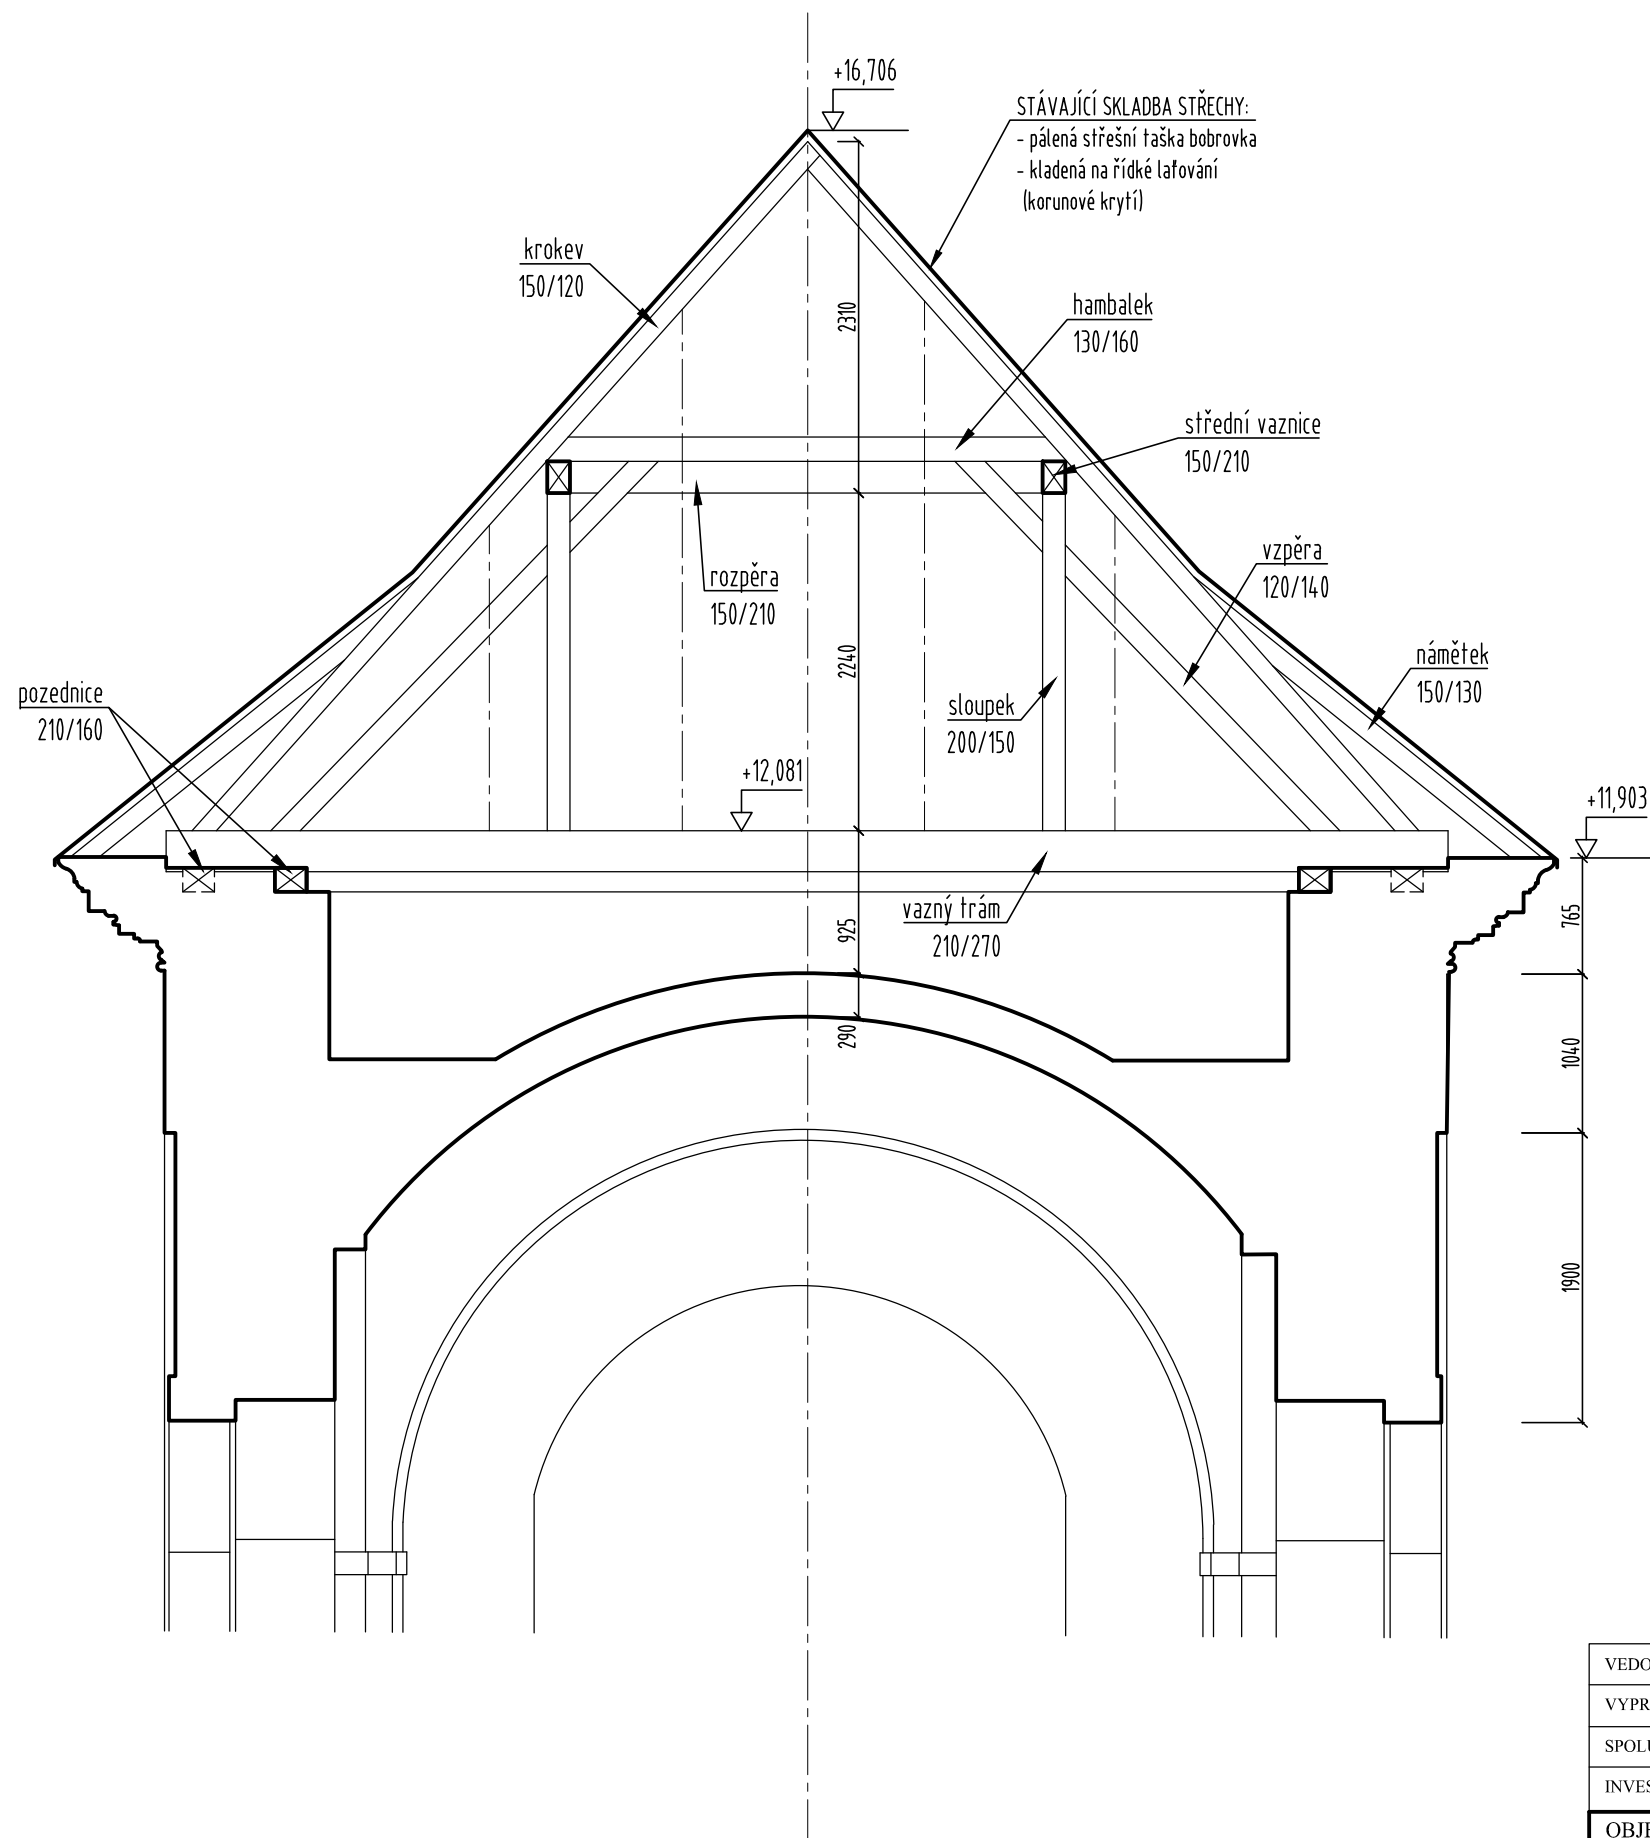 +16,706
STÁVAJÍCÍ SKLADBA STŘECHY:
- pálená střešní taška bobrovka
- kladená na řídké laťování
(korunové krytí)
krokev
150/120
hambalek
130/160
2310
střední vaznice
150/210
vzpěra
120/140
rozpěra
150/210
námětek
150/130
2240
pozednice
210/160
sloupek
200/150
+12,081
+11,903
vazný trám
210/270
925
765
290
1040
1900
VEDO
VYPR
SPOLU
INVES
OBJE